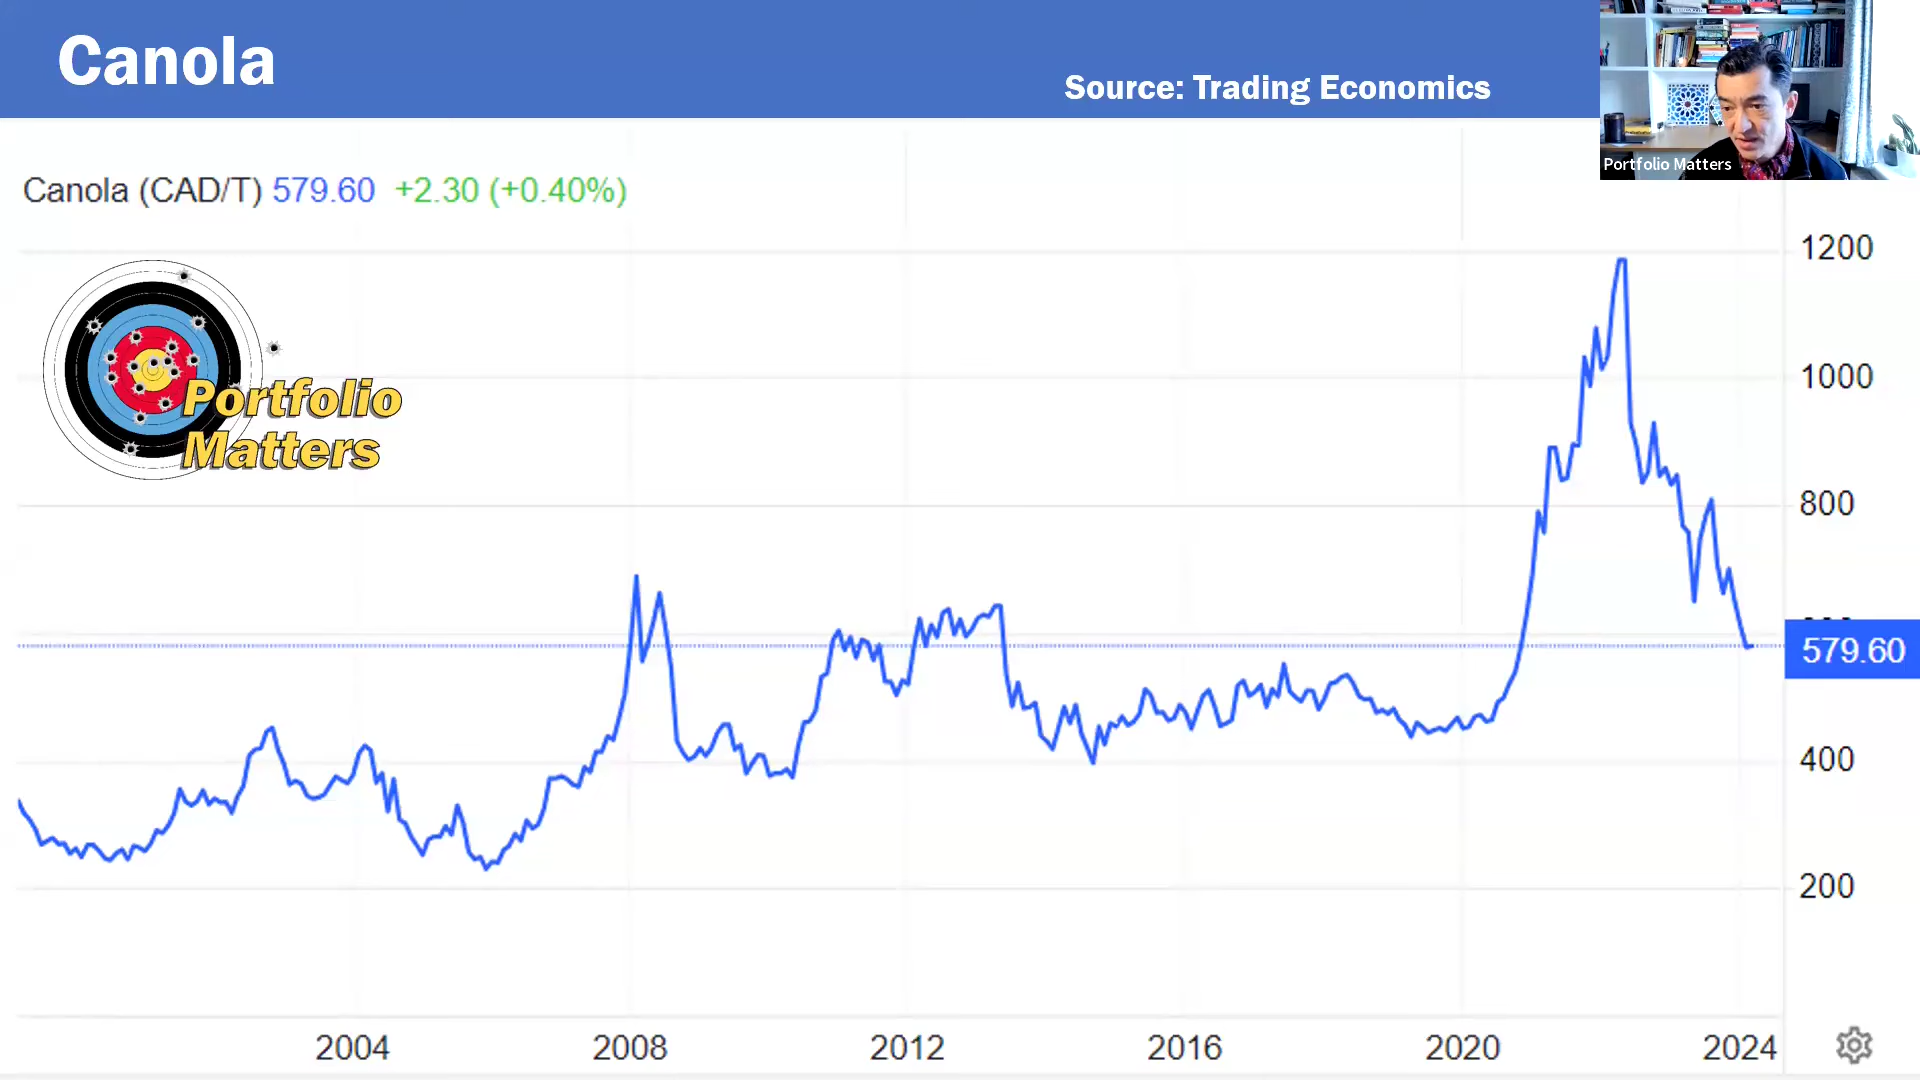 Canola
Source: Trading Economics
Portfolio Matters
Canola (CAD/T) 579.60 +2.30 (+0.40%)
Portfolio
Matters
1200
1000
800
579.60
400
200
2004 2008 2012 2016 2020 2024